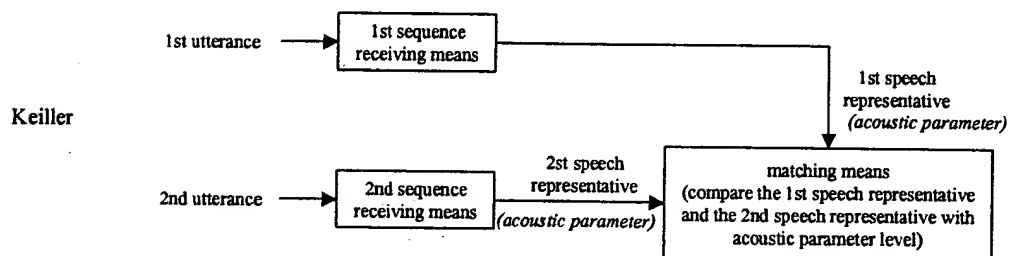 1st utterance
1st sequence
receiving means
1st speech
representative
(acoustic parameter)
Keiller
2nd utterance
2nd sequence
receiving means
2st speech
representative
(acoustic parameter)
matching means
(compare the 1st speech representative
and the 2nd speech representative with
acoustic parameter level)